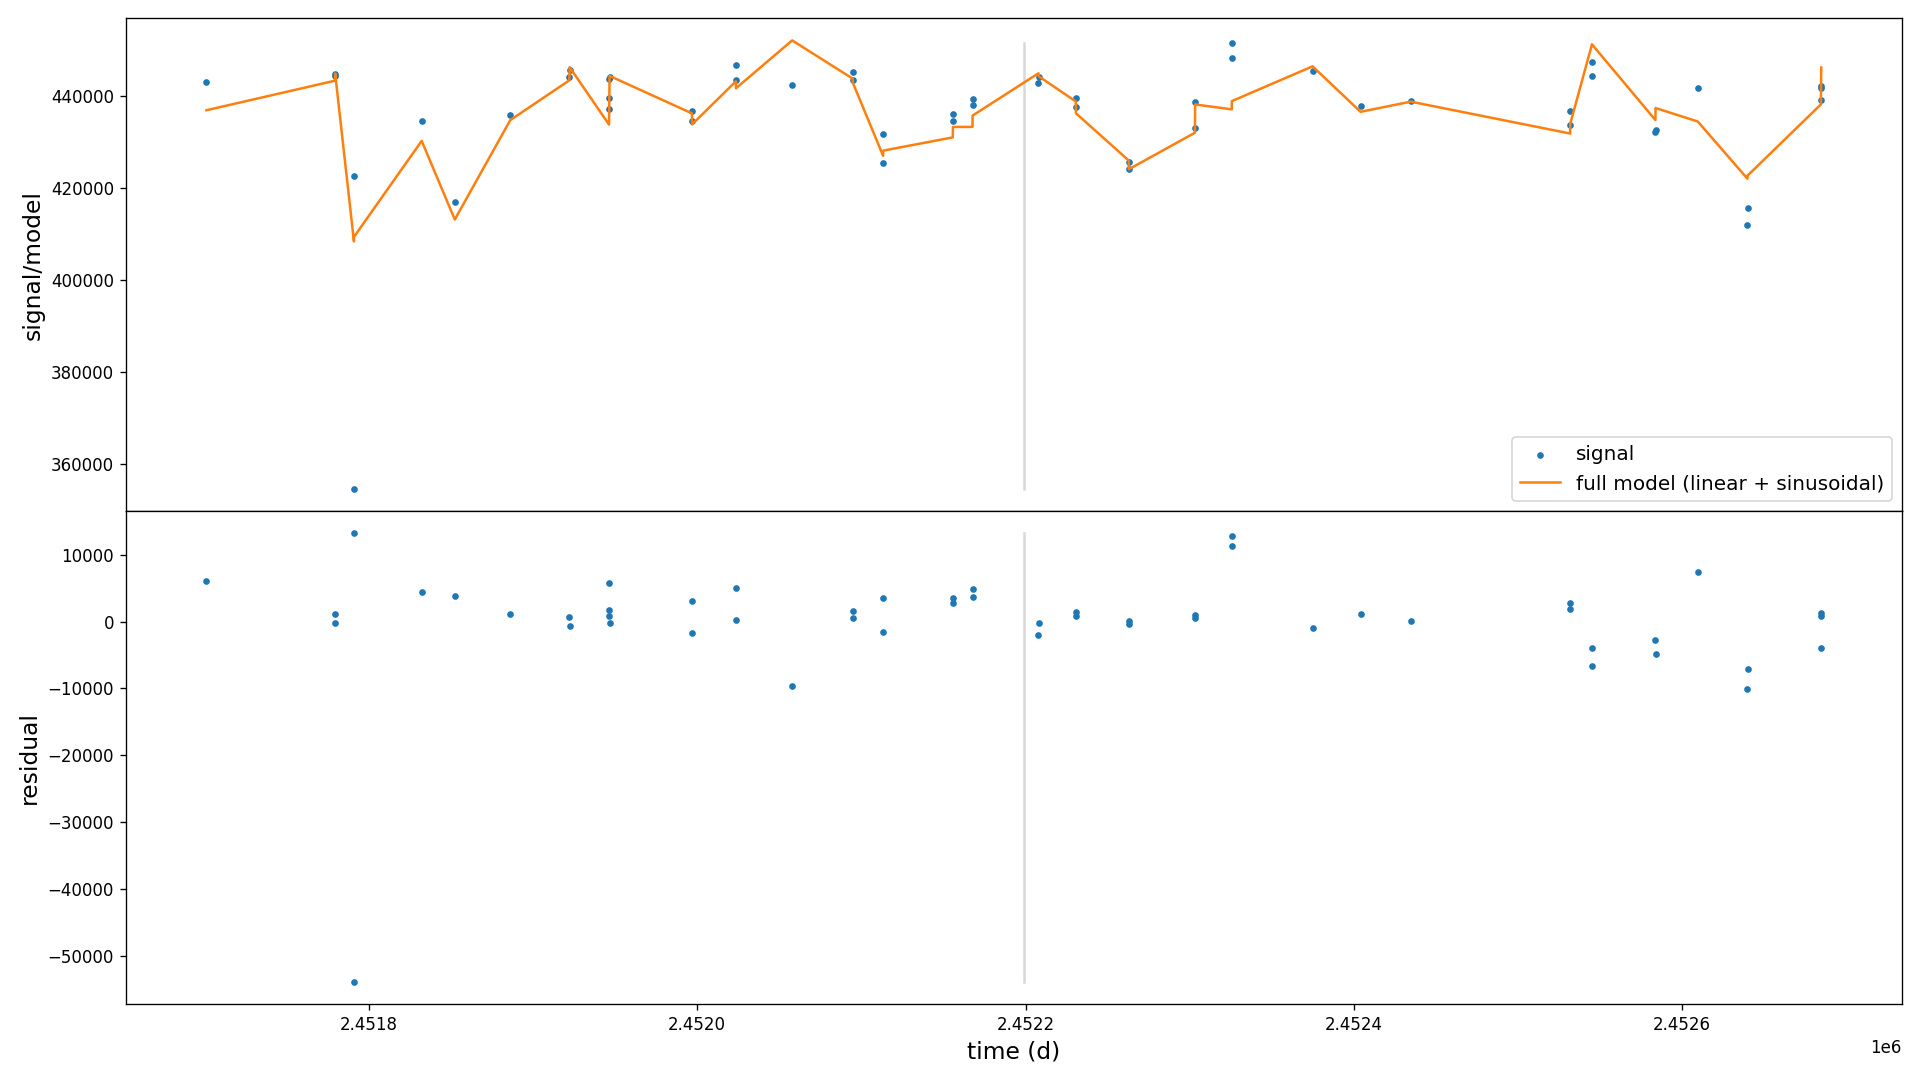 signal/model
440000
420000
400000
380000
360000
signal
full model (linear + sinusoidal)
residual
10000
0
−10000
−20000
−30000
−40000
−50000
2.4518
2.4520
2.4522
2.4524
2.4526
1e6
time (d)